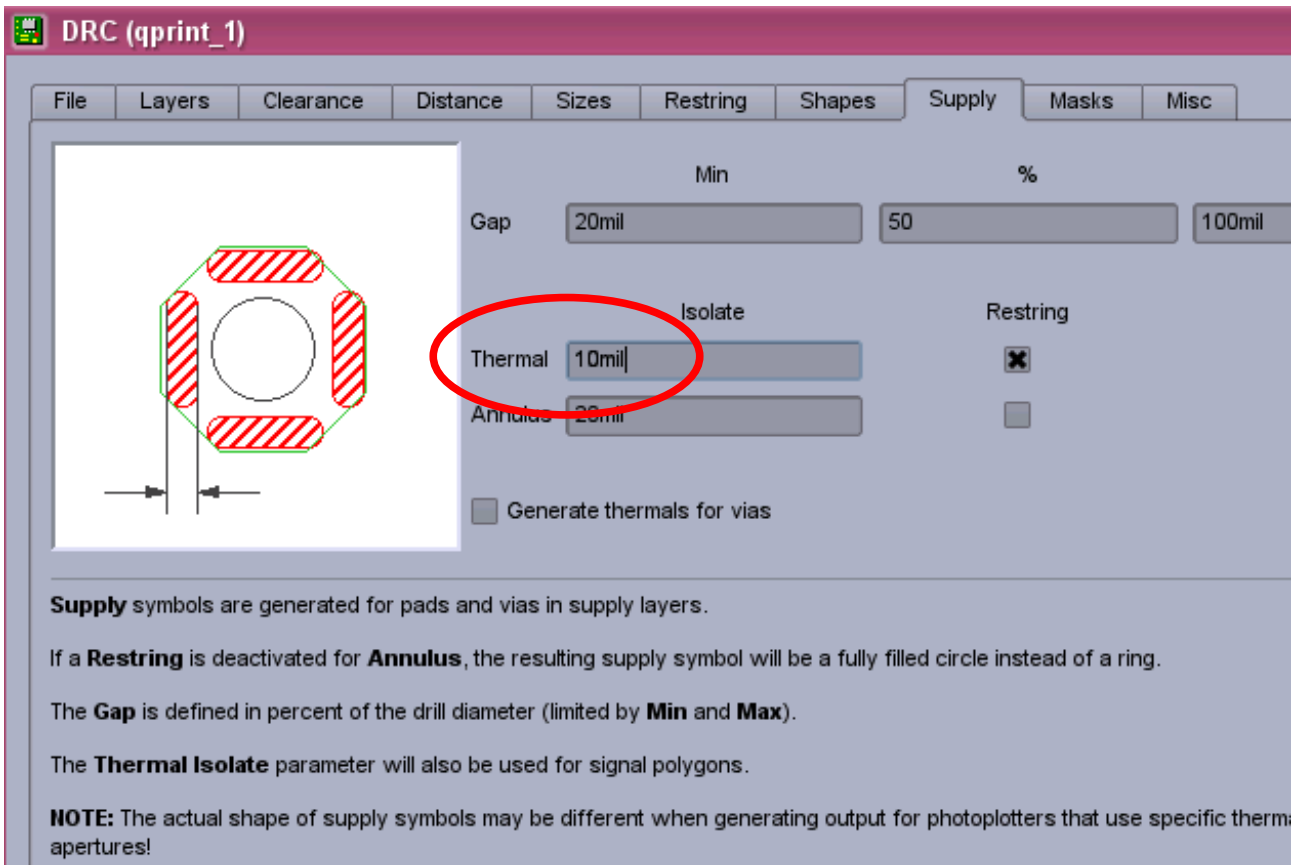 DRC (qprint_1)
File Layers Clearance Distance Sizes Restring Shapes Supply Masks Misc
Min %
Gap 20mil 50 100mil
Isolate Restring
Thermal 10mil
Annulus 20mil
Generate thermals for vias
Supply symbols are generated for pads and vias in supply layers.
If a Restring is deactivated for Annulus, the resulting supply symbol will be a fully filled circle instead of a ring.
The Gap is defined in percent of the drill diameter (limited by Min and Max).
The Thermal Isolate parameter will also be used for signal polygons.
NOTE: The actual shape of supply symbols may be different when generating output for photoplotters that use specific therma
apertures!